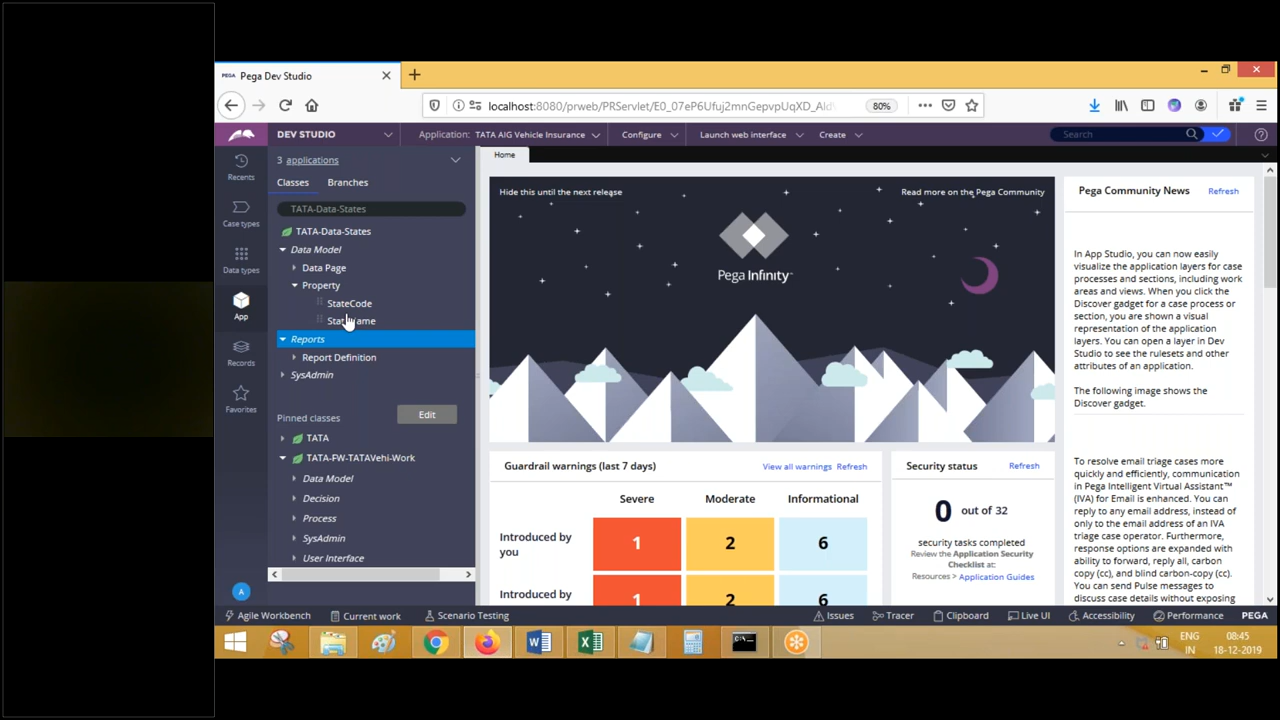 PEGA Pega Dev Studio
localhost:8080/prweb/PRServlet/E0_07eP6Ufuj2mnGepvpUqXD_Ald
80%
DEV STUDIO
Application: TATA AIG Vehicle Insurance
Configure
Launch web interface
Create
Search
Recents
Case types
Data types
App
Records
Favorites
A
3 applications
Classes
Branches
TATA-Data-States
TATA-Data-States
Data Model
Data Page
Property
StateCode
Reports
Report Definition
SysAdmin
Pinned classes
Edit
TATA
TATA-FW-TATAVehi-Work
Data Model
Decision
Process
SysAdmin
User Interface
Home
Hide this until the next release
Read more on the Pega Community
Pega Infinity
Guardrail warnings (last 7 days)
View all warnings
Refresh
Severe
Moderate
Informational
Introduced by
you
1
2
6
Introduced by
1
2
6
Security status
Refresh
0 out of 32
security tasks completed
Review the Application Security
Checklist at:
Resources > Application Guides
Pega Community News
Refresh
In App Studio, you can now easily
visualize the application layers for case
processes and sections, including work
areas and views. When you click the
Discover gadget for a case process or
section, you are shown a visual
representation of the application
layers. You can open a layer in Dev
Studio to see the rulesets and other
attributes of an application.
The following image shows the
Discover gadget.
To resolve email triage cases more
quickly and efficiently, communication
in Pega Intelligent Virtual Assistant™
(IVA) for Email is enhanced. You can
reply to any email address, instead of
only to the email address of an IVA
triage case operator. Furthermore,
response options are expanded with
ability to forward, reply all, carbon
copy (cc), and blind carbon-copy (cc).
You can send Pulse messages to
discuss case details without exposing
Agile Workbench
Current work
Scenario Testing
Issues
Tracer
Clipboard
Live UI
Accessibility
Performance
PEGA
ENG
IN
08:45
18-12-2019